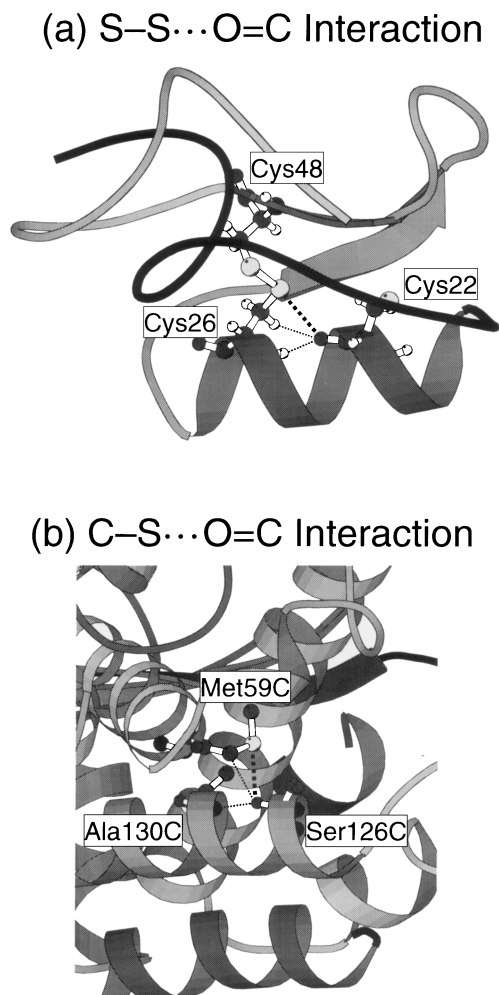 (a) S–S···O=C Interaction
Cys48
Cys22
Cys26
(b) C–S···O=C Interaction
Met59C
Ala130C
Ser126C